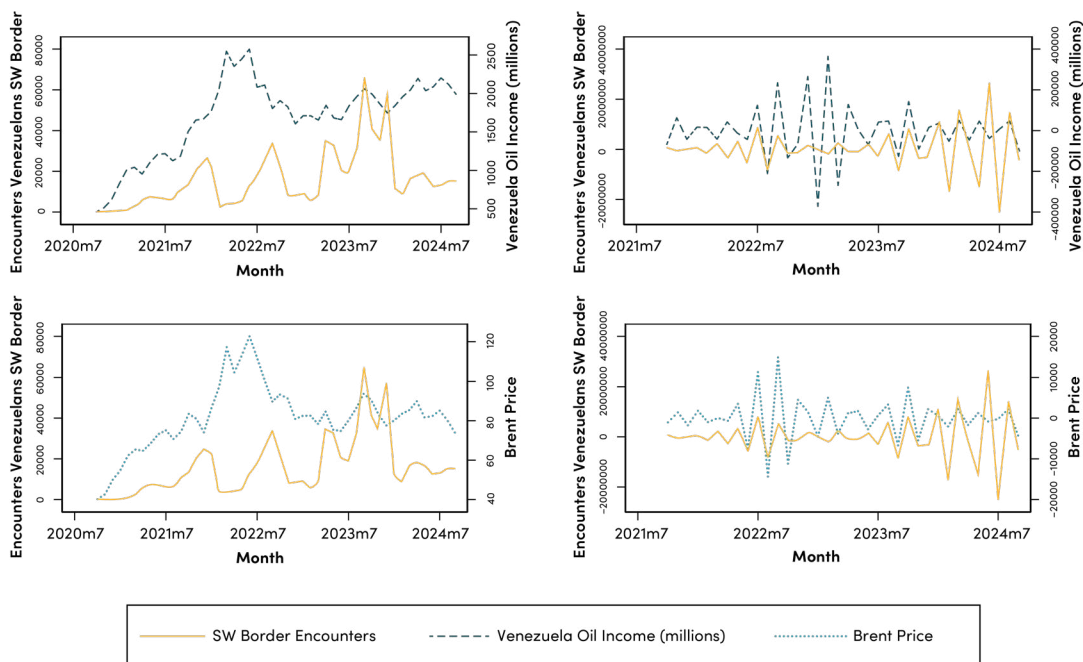 Encounters Venezuelans SW Border
80000
60000
40000
20000
0
2500
2000
1500
1000
500
Venezuela Oil Income (millions)
2020m7 2021m7 2022m7 2023m7 2024m7
Month
Encounters Venezuelans SW Border
40000000
20000000
0
-20000000
400000
200000
0
-200000
-400000
Venezuela Oil Income (millions)
2021m7 2022m7 2023m7 2024m7
Month
Encounters Venezuelans SW Border
80000
60000
40000
20000
0
120
100
80
60
40
Brent Price
2020m7 2021m7 2022m7 2023m7 2024m7
Month
Encounters Venezuelans SW Border
40000000
20000000
0
-20000000
20000
10000
0
-10000
-20000
Brent Price
2021m7 2022m7 2023m7 2024m7
Month
SW Border Encounters Venezuela Oil Income (millions) Brent Price